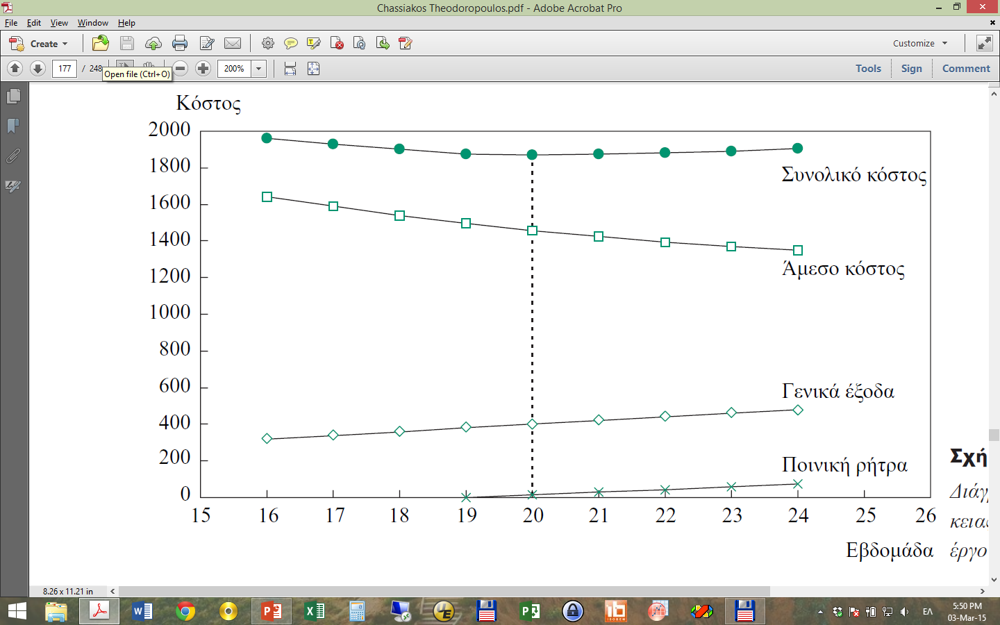 Chassiakos Theodoropoulos.pdf - Adobe Acrobat Pro
File Edit View Window Help
Create
Customize
177 / 248
200%
Tools Sign Comment
Open file (Ctrl+O)
Κόστος
2000
1800
Συνολικό κόστος
1600
1400
Άμεσο κόστος
1200
1000
800
600
Γενικά έξοδα
400
200
Ποινική ρήτρα
0
15 16 17 18 19 20 21 22 23 24 25 26
Εβδομάδα
Σχή
Διάγ
κειας
έργο
8.26 x 11.21 in
ΕΛ
5:50 PM
03-Mar-15